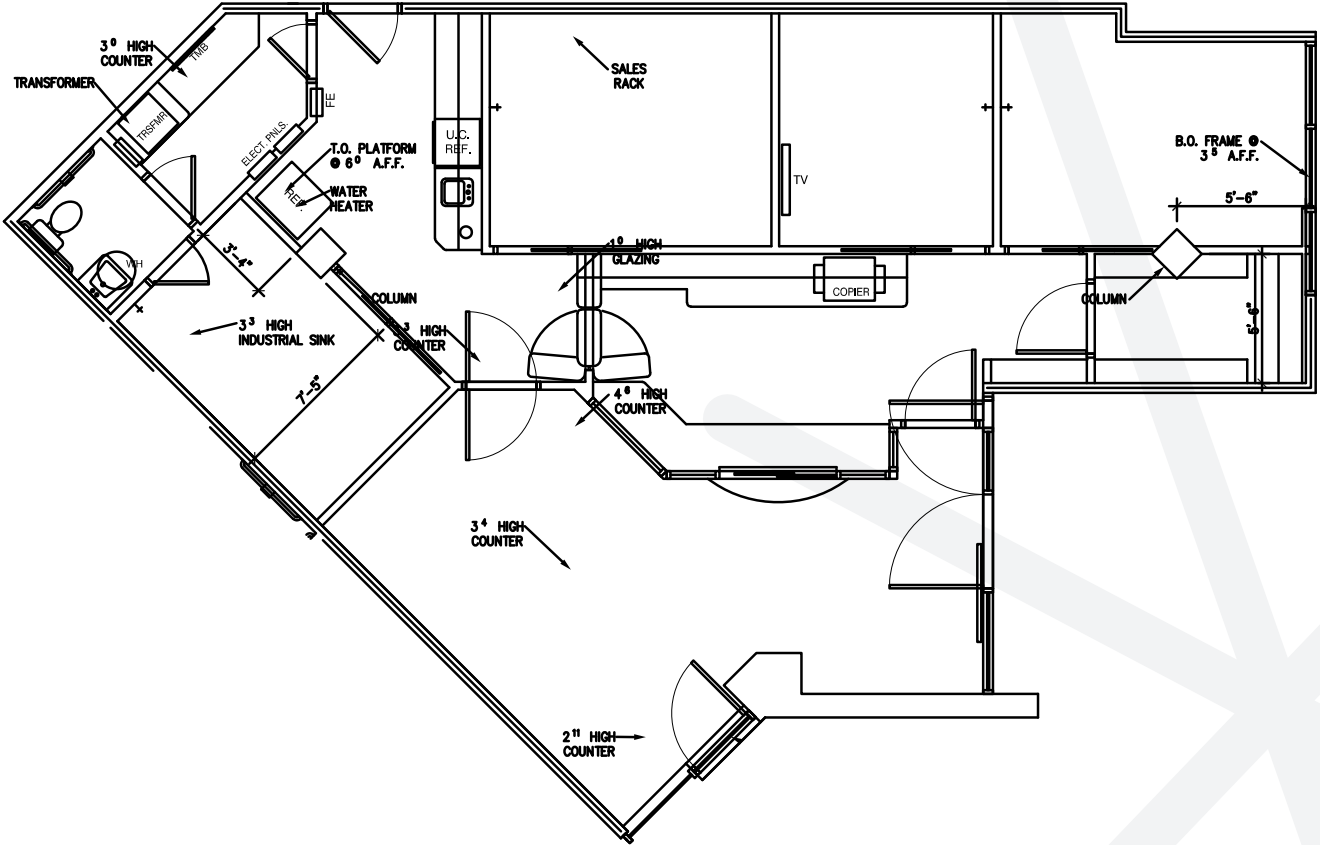 3⁰ HIGH
COUNTER
TMB
TRANSFORMER
TRSFMR
FE
ELECT. PNLS.
T.O. PLATFORM
@ 6⁰ A.F.F.
REF.
WATER
HEATER
U.C.
REF.
SALES
RACK
TV
B.O. FRAME @
3⁵ A.F.F.
5'-6"
WH
3'-4"
1⁰ HIGH
GLAZING
COPIER
COLUMN
COLUMN
5'-6"
3³ HIGH
INDUSTRIAL SINK
3 HIGH
COUNTER
7'-5"
4⁶ HIGH
COUNTER
3⁴ HIGH
COUNTER
2¹¹ HIGH
COUNTER